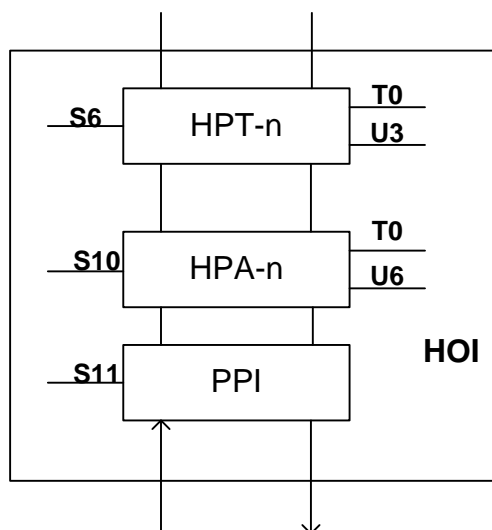 T0
S6
HPT-n
U3
T0
S10
HPA-n
U6
HOI
S11
PPI